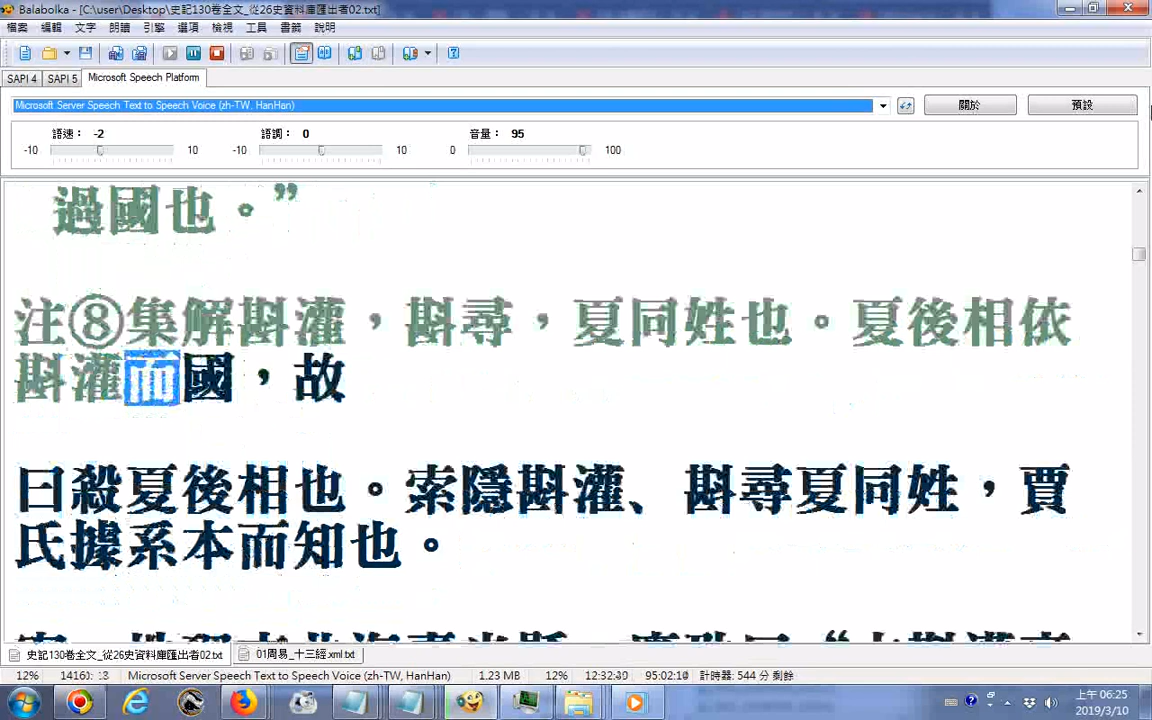 Balabolka - [C:\user\Desktop\史記130卷全文_從26史資料庫匯出者02.txt]
檔案 編輯 文字 朗讀 引擎 選項 檢視 工具 書籤 說明
SAPI 4 SAPI 5 Microsoft Speech Platform
Microsoft Server Speech Text to Speech Voice (zh-TW, HanHan) 關於 預設
語速： -2 語調： 0 音量： 95
-10 10 -10 10 0 100
過國也。”
注⑧集解斟灌，斟尋，夏同姓也。夏後相依
斟灌而國，故
曰殺夏後相也。索隱斟灌、斟尋夏同姓，賈
氏據系本而知也。
史記130卷全文_從26史資料庫匯出者02.txt 01周易_十三經.xml.txt
12% Microsoft Server Speech Text to Speech Voice (zh-TW, HanHan) 1.23 MB 12% 計時器: 544 分 剩餘
上午 06:25
2019/3/10